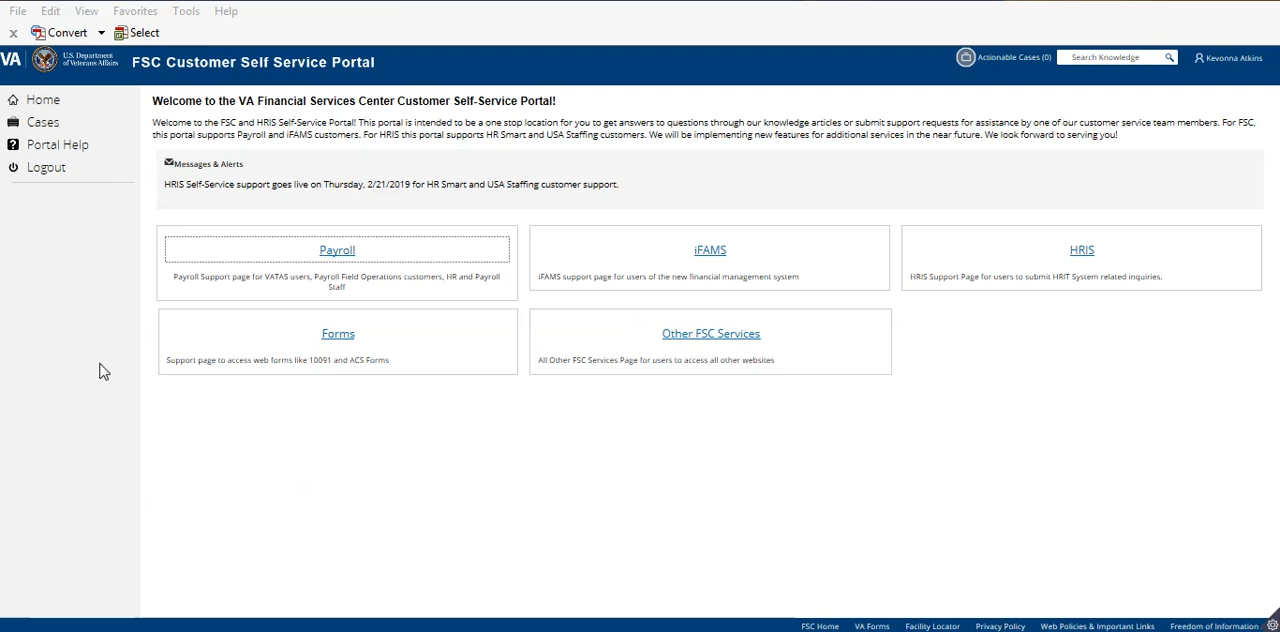 File Edit View Favorites Tools Help
x Convert Select
VA U.S. Department of Veterans Affairs FSC Customer Self Service Portal Actionable Cases (0) Search Knowledge Kevonna Atkins
Home
Cases
Portal Help
Logout
Welcome to the VA Financial Services Center Customer Self-Service Portal!
Welcome to the FSC and HRIS Self-Service Portal! This portal is intended to be a one stop location for you to get answers to questions through our knowledge articles or submit support requests for assistance by one of our customer service team members. For FSC,
this portal supports Payroll and iFAMS customers. For HRIS this portal supports HR Smart and USA Staffing customers. We will be implementing new features for additional services in the near future. We look forward to serving you!
Messages & Alerts
HRIS Self-Service support goes live on Thursday, 2/21/2019 for HR Smart and USA Staffing customer support.
Payroll
Payroll Support page for VATAS users, Payroll Field Operations customers, HR and Payroll
Staff
iFAMS
iFAMS support page for users of the new financial management system
HRIS
HRIS Support Page for users to submit HRIT System related inquiries.
Forms
Support page to access web forms like 10091 and ACS Forms
Other FSC Services
All Other FSC Services Page for users to access all other websites
FSC Home VA Forms Facility Locator Privacy Policy Web Policies & Important Links Freedom of Information